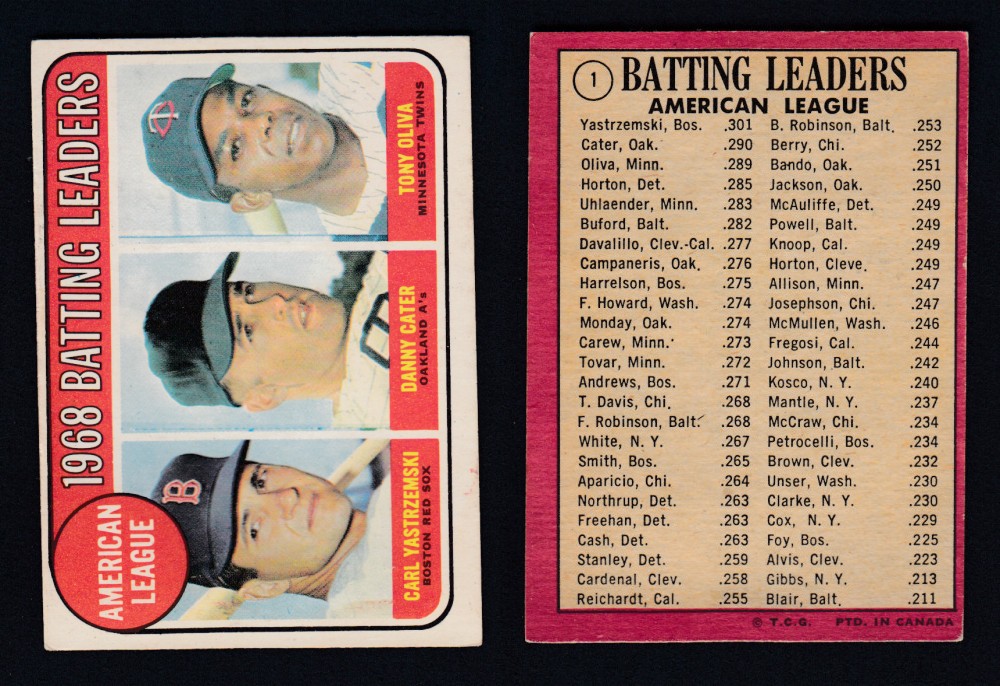 1968 BATTING LEADERS
AMERICAN
LEAGUE
B
CARL YASTRZEMSKI
BOSTON RED SOX
DANNY CATER
OAKLAND A's
TC
TONY OLIVA
MINNESOTA TWINS
1 BATTING LEADERS
AMERICAN LEAGUE
Yastrzemski, Bos. .301 B. Robinson, Balt. .253
Cater, Oak. .290 Berry, Chi. .252
Oliva, Minn. .289 Bando, Oak. .251
Horton, Det. .285 Jackson, Oak. .250
Uhlaender, Minn. .283 McAuliffe, Det. .249
Buford, Balt. .282 Powell, Balt. .249
Davalillo, Clev.-Cal. .277 Knoop, Cal. .249
Campaneris, Oak. .276 Horton, Cleve. .249
Harrelson, Bos. .275 Allison, Minn. .247
F. Howard, Wash. .274 Josephson, Chi. .247
Monday, Oak. .274 McMullen, Wash. .246
Carew, Minn. .273 Fregosi, Cal. .244
Tovar, Minn. .272 Johnson, Balt. .242
Andrews, Bos. .271 Kosco, N. Y. .240
T. Davis, Chi. .268 Mantle, N. Y. .237
F. Robinson, Balt. .268 McCraw, Chi. .234
White, N. Y. .267 Petrocelli, Bos. .234
Smith, Bos. .265 Brown, Clev. .232
Aparicio, Chi. .264 Unser, Wash. .230
Northrup, Det. .263 Clarke, N. Y. .230
Freehan, Det. .263 Cox, N. Y. .229
Cash, Det. .263 Foy, Bos. .225
Stanley, Det. .259 Alvis, Clev. .223
Cardenal, Clev. .258 Gibbs, N. Y. .213
Reichardt, Cal. .255 Blair, Balt. .211
© T.C.G. PTD. IN CANADA